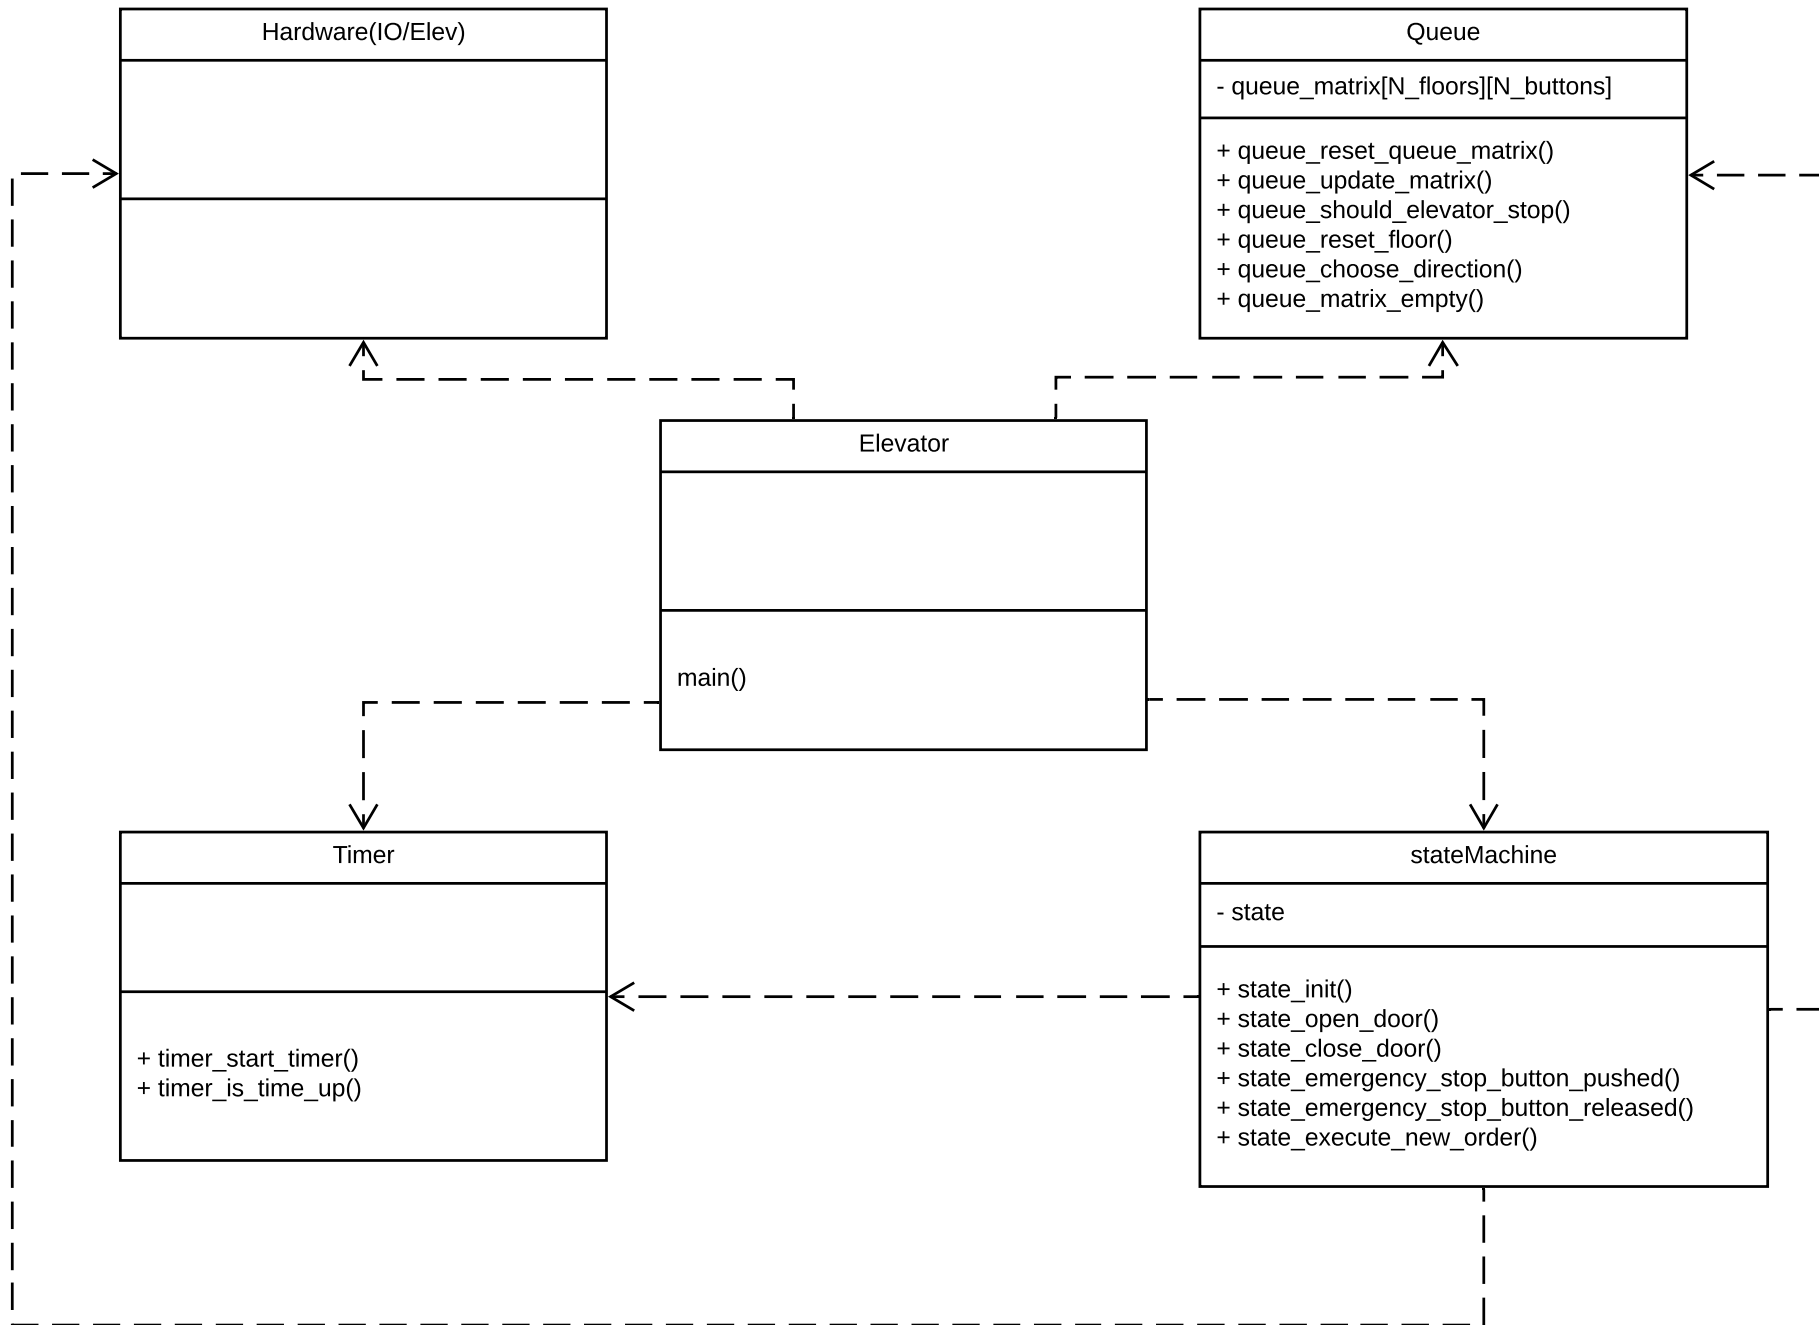 Hardware(IO/Elev)
Queue
- queue_matrix[N_floors][N_buttons]
+ queue_reset_queue_matrix()
+ queue_update_matrix()
+ queue_should_elevator_stop()
+ queue_reset_floor()
+ queue_choose_direction()
+ queue_matrix_empty()
Elevator
main()
Timer
+ timer_start_timer()
+ timer_is_time_up()
stateMachine
- state
+ state_init()
+ state_open_door()
+ state_close_door()
+ state_emergency_stop_button_pushed()
+ state_emergency_stop_button_released()
+ state_execute_new_order()